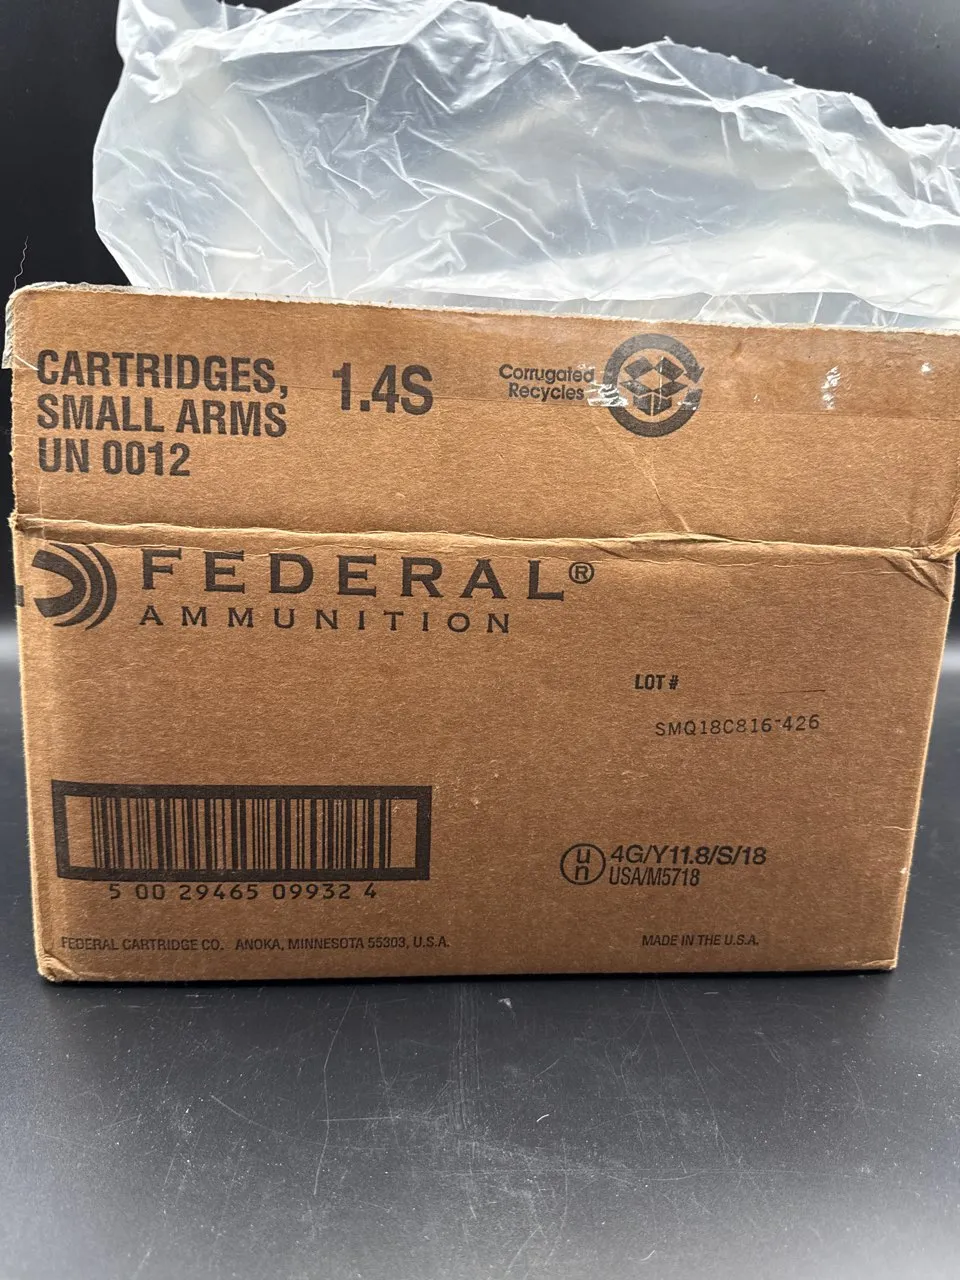 CARTRIDGES,
SMALL ARMS
UN 0012
1.4S
Corrugated
Recycles
FEDERAL®
AMMUNITION
LOT #
SMQ18C816-426
5 00 29465 09932 4
un
4G/Y11.8/S/18
USA/M5718
FEDERAL CARTRIDGE CO. ANOKA, MINNESOTA 55303, U.S.A.
MADE IN THE U.S.A.